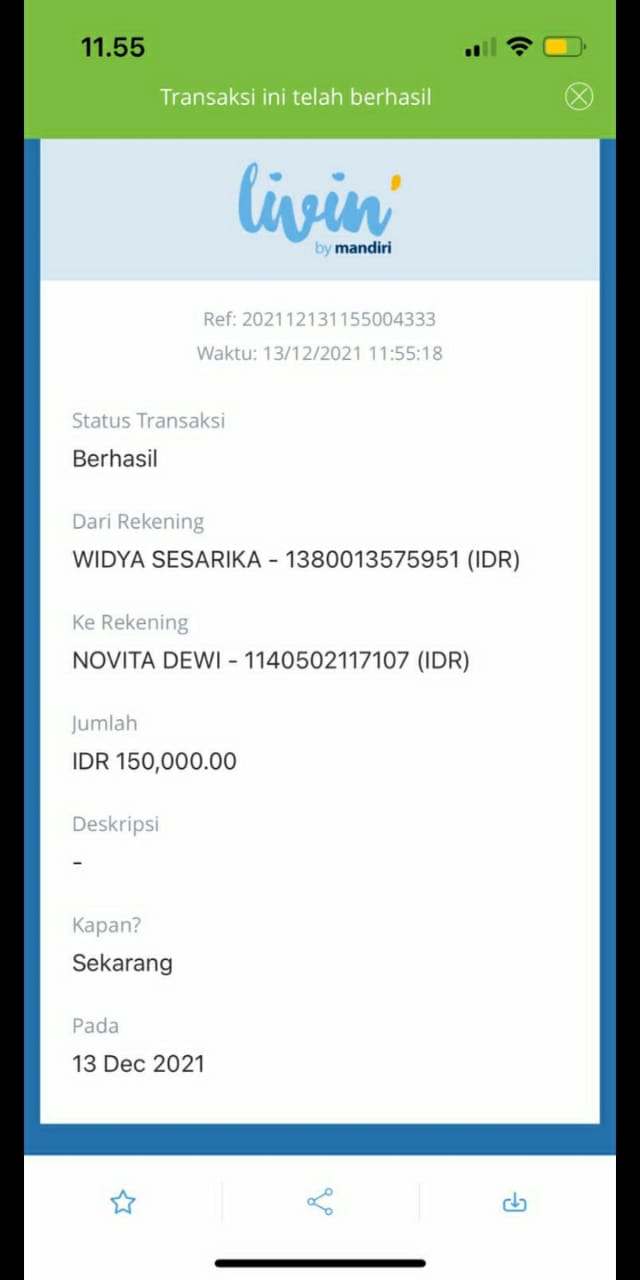 11.55
Transaksi ini telah berhasil
livin'
by mandiri
Ref: 202112131155004333
Waktu: 13/12/2021 11:55:18
Status Transaksi
Berhasil
Dari Rekening
WIDYA SESARIKA - 1380013575951 (IDR)
Ke Rekening
NOVITA DEWI - 1140502117107 (IDR)
Jumlah
IDR 150,000.00
Deskripsi
-
Kapan?
Sekarang
Pada
13 Dec 2021